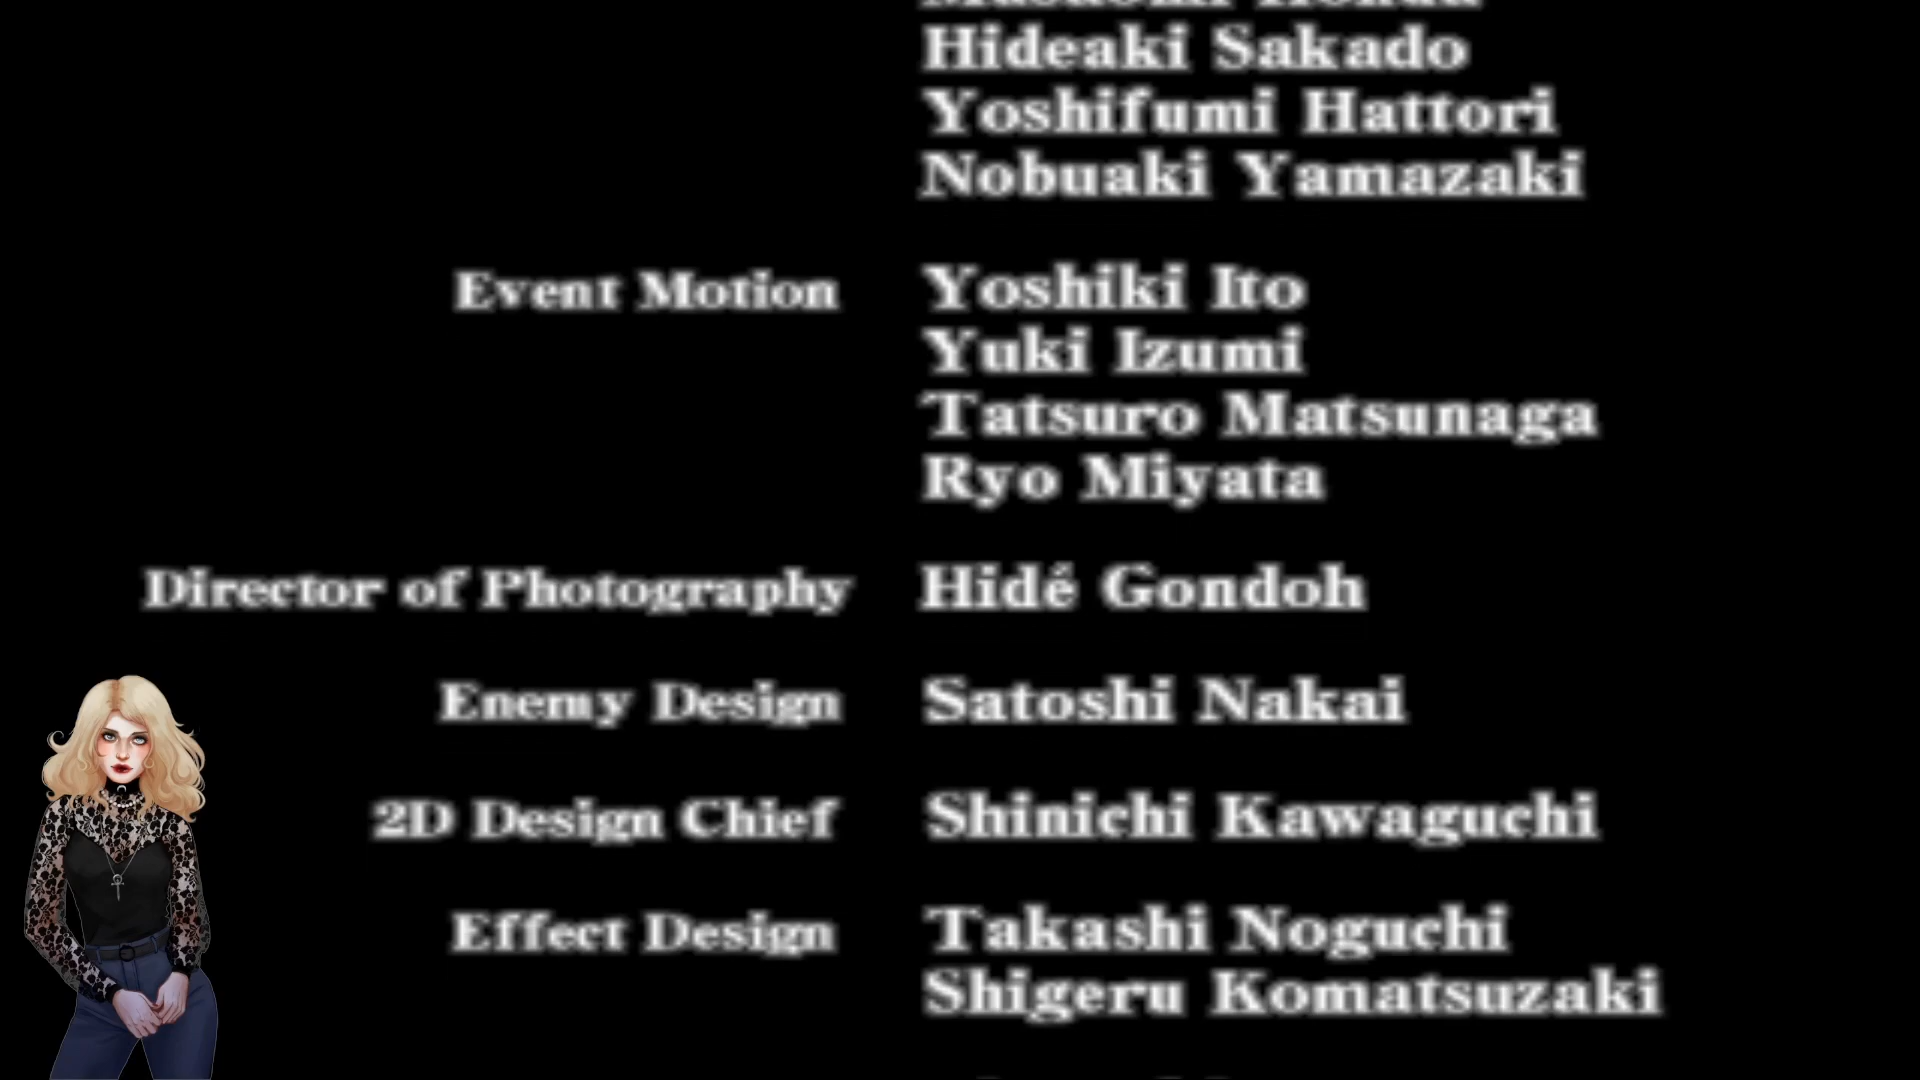 Hideaki Sakado
Yoshifumi Hattori
Nobuaki Yamazaki
Event Motion Yoshiki Ito
Yuki Izumi
Tatsuro Matsunaga
Ryo Miyata
Director of Photography Hidé Gondoh
Enemy Design Satoshi Nakai
2D Design Chief Shinichi Kawaguchi
Effect Design Takashi Noguchi
Shigeru Komatsuzaki